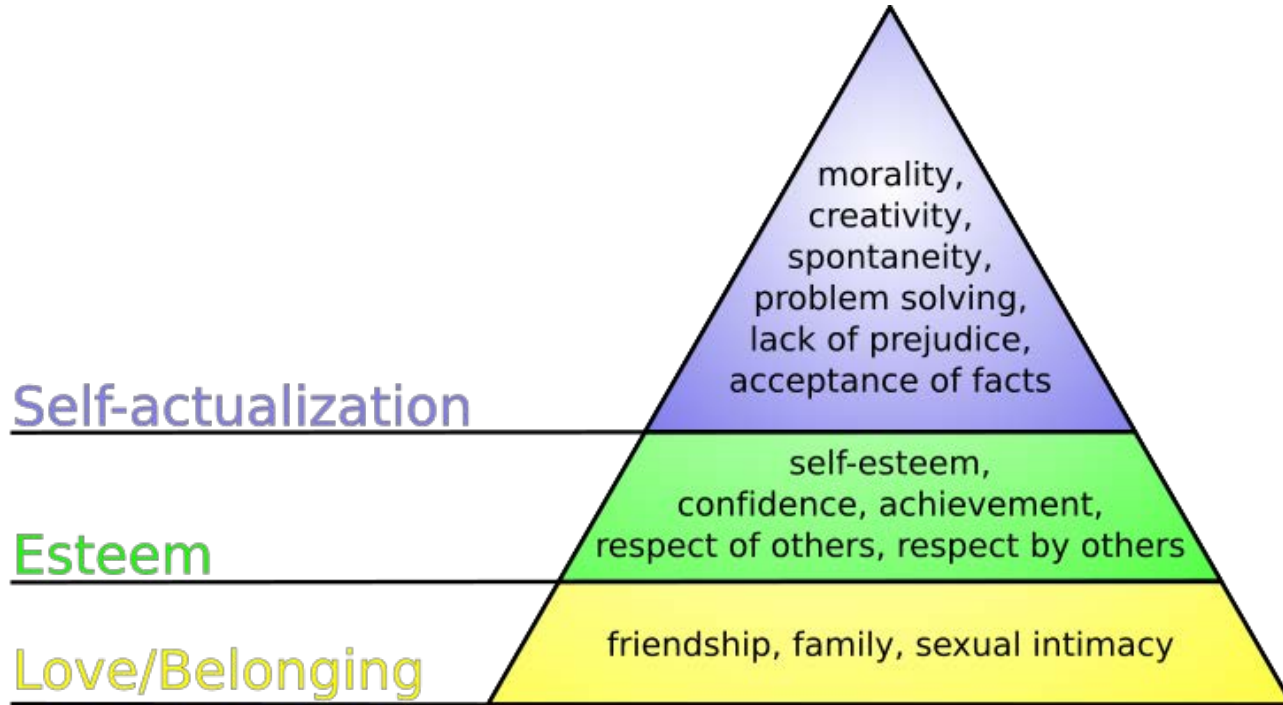 morality,
creativity,
spontaneity,
problem solving,
lack of prejudice,
acceptance of facts
Self-actualization
self-esteem,
confidence, achievement,
respect of others, respect by others
Esteem
friendship, family, sexual intimacy
Love/Belonging